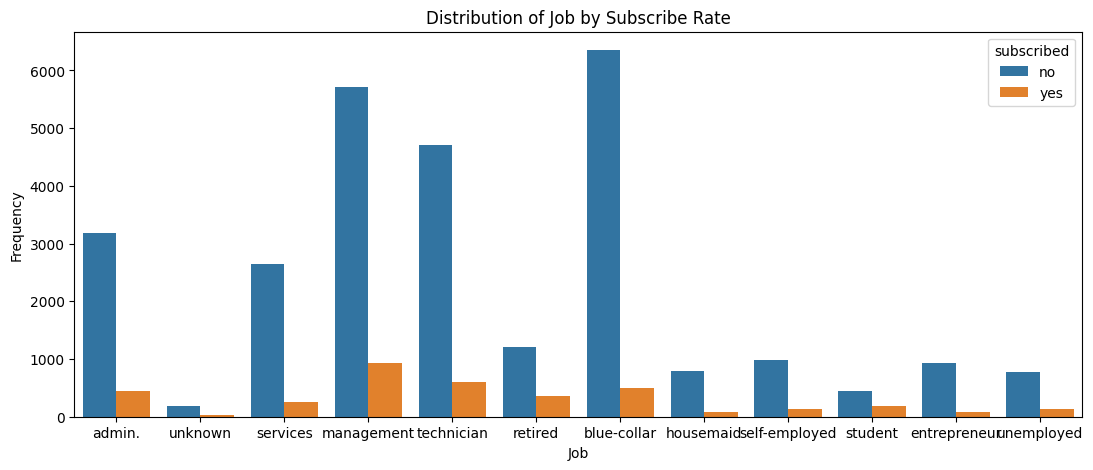 Distribution of Job by Subscribe Rate
subscribed
no
yes
Frequency
6000
5000
4000
3000
2000
1000
0
admin. unknown services management technician retired blue-collar housemaid self-employed student entrepreneur unemployed
Job